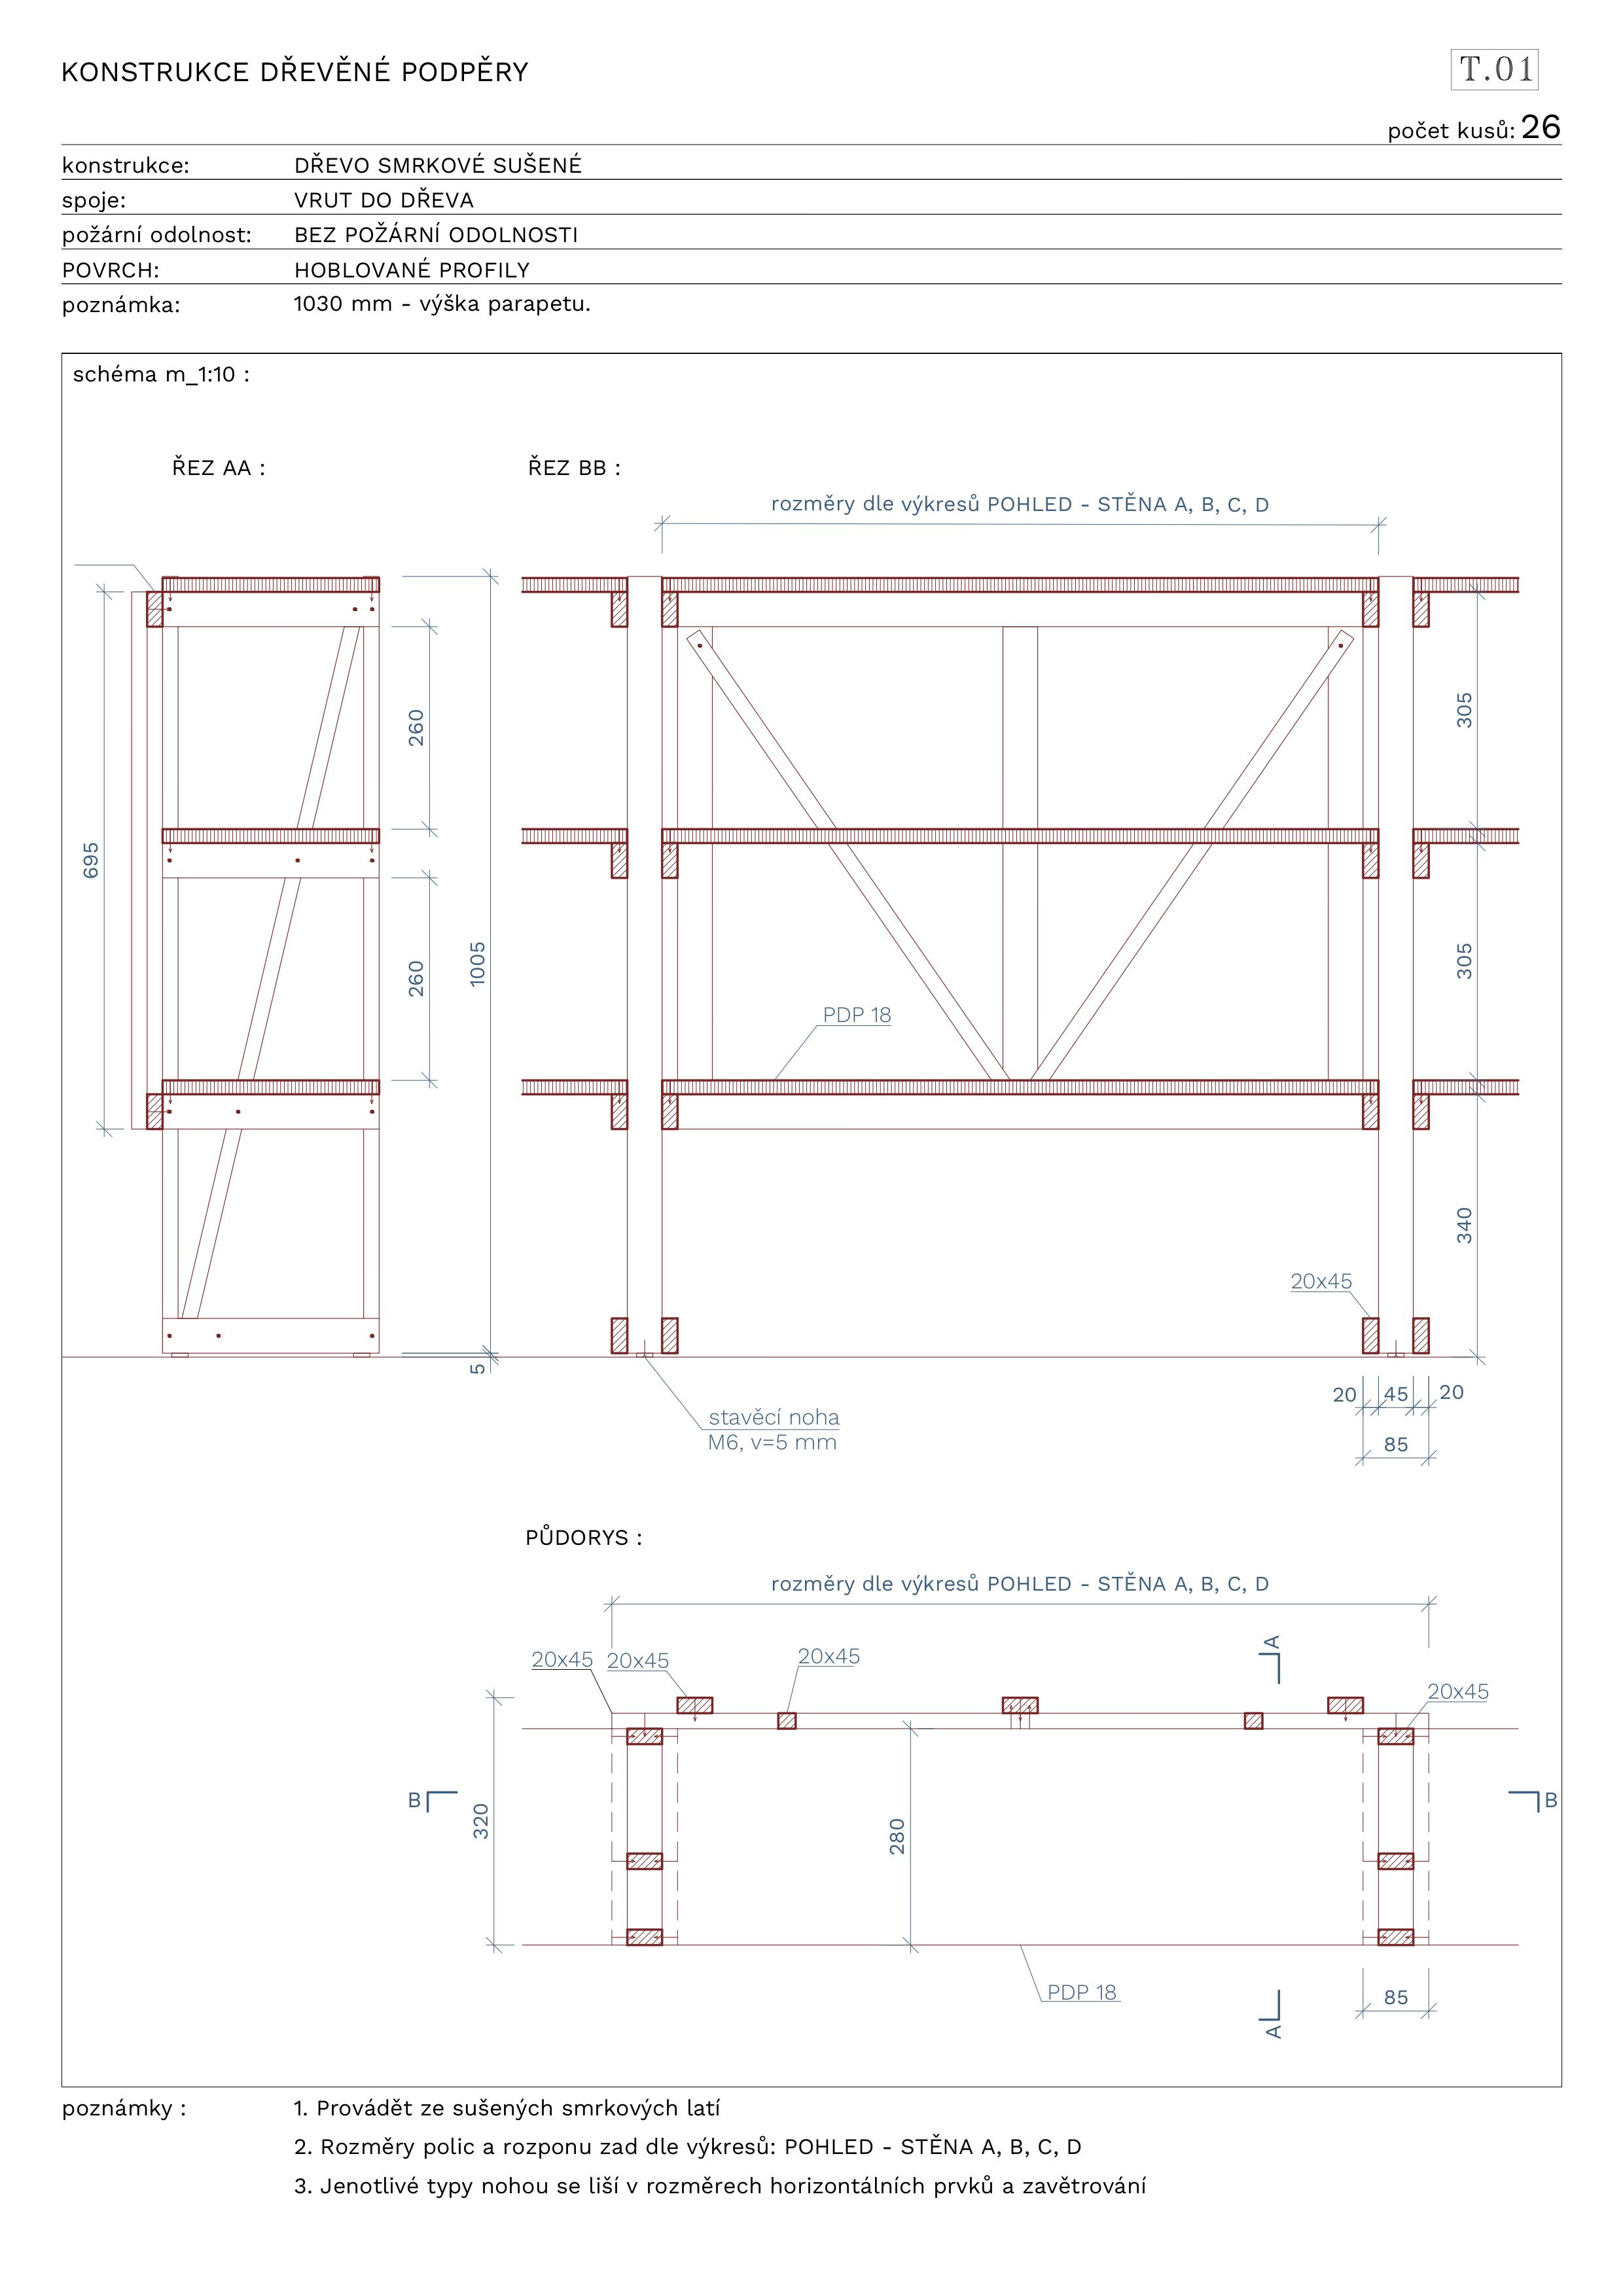 KONSTRUKCE DŘEVĚNÉ PODPĚRY
T.01
počet kusů: 26
konstrukce: DŘEVO SMRKOVÉ SUŠENÉ
spoje: VRUT DO DŘEVA
požární odolnost: BEZ POŽÁRNÍ ODOLNOSTI
POVRCH: HOBLOVANÉ PROFILY
poznámka: 1030 mm - výška parapetu.
schéma m_1:10 :
ŘEZ AA :
ŘEZ BB :
rozměry dle výkresů POHLED - STĚNA A, B, C, D
260
305
695
260
1005
305
PDP 18
340
20x45
5
20 45 20
stavěcí noha
M6, v=5 mm
85
PŮDORYS :
rozměry dle výkresů POHLED - STĚNA A, B, C, D
A
20x45 20x45 20x45
20x45
B
B
320
280
PDP 18
85
A
poznámky :
1. Provádět ze sušených smrkových latí
2. Rozměry polic a rozponu zad dle výkresů: POHLED - STĚNA A, B, C, D
3. Jenotlivé typy nohou se liší v rozměrech horizontálních prvků a zavětrování